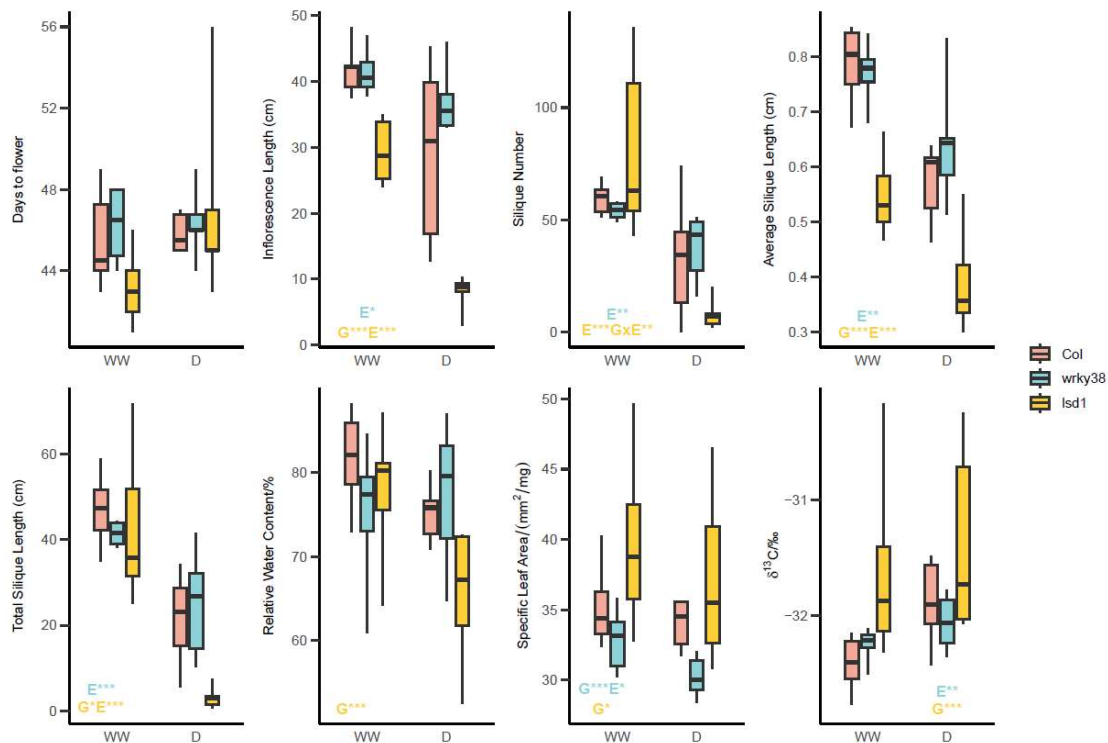 Days to flower
56
52
48
44
WW
D
Inflorescence Length (cm)
50
40
30
20
10
0
E*
G***E***
WW
D
Silique Number
100
50
0
E**
E***GxE**
WW
D
Average Silique Length (cm)
0.8
0.7
0.6
0.5
0.4
0.3
E**
G***E***
WW
D
Col
wrky38
lsd1
Total Silique Length (cm)
60
40
20
0
E***
G*E***
WW
D
Relative Water Content/%
80
70
60
G***
WW
D
Specific Leaf Area/(mm²/mg)
50
45
40
35
30
G***E*
G*
WW
D
δ¹³C/‰
−31
−32
E**
G***
WW
D